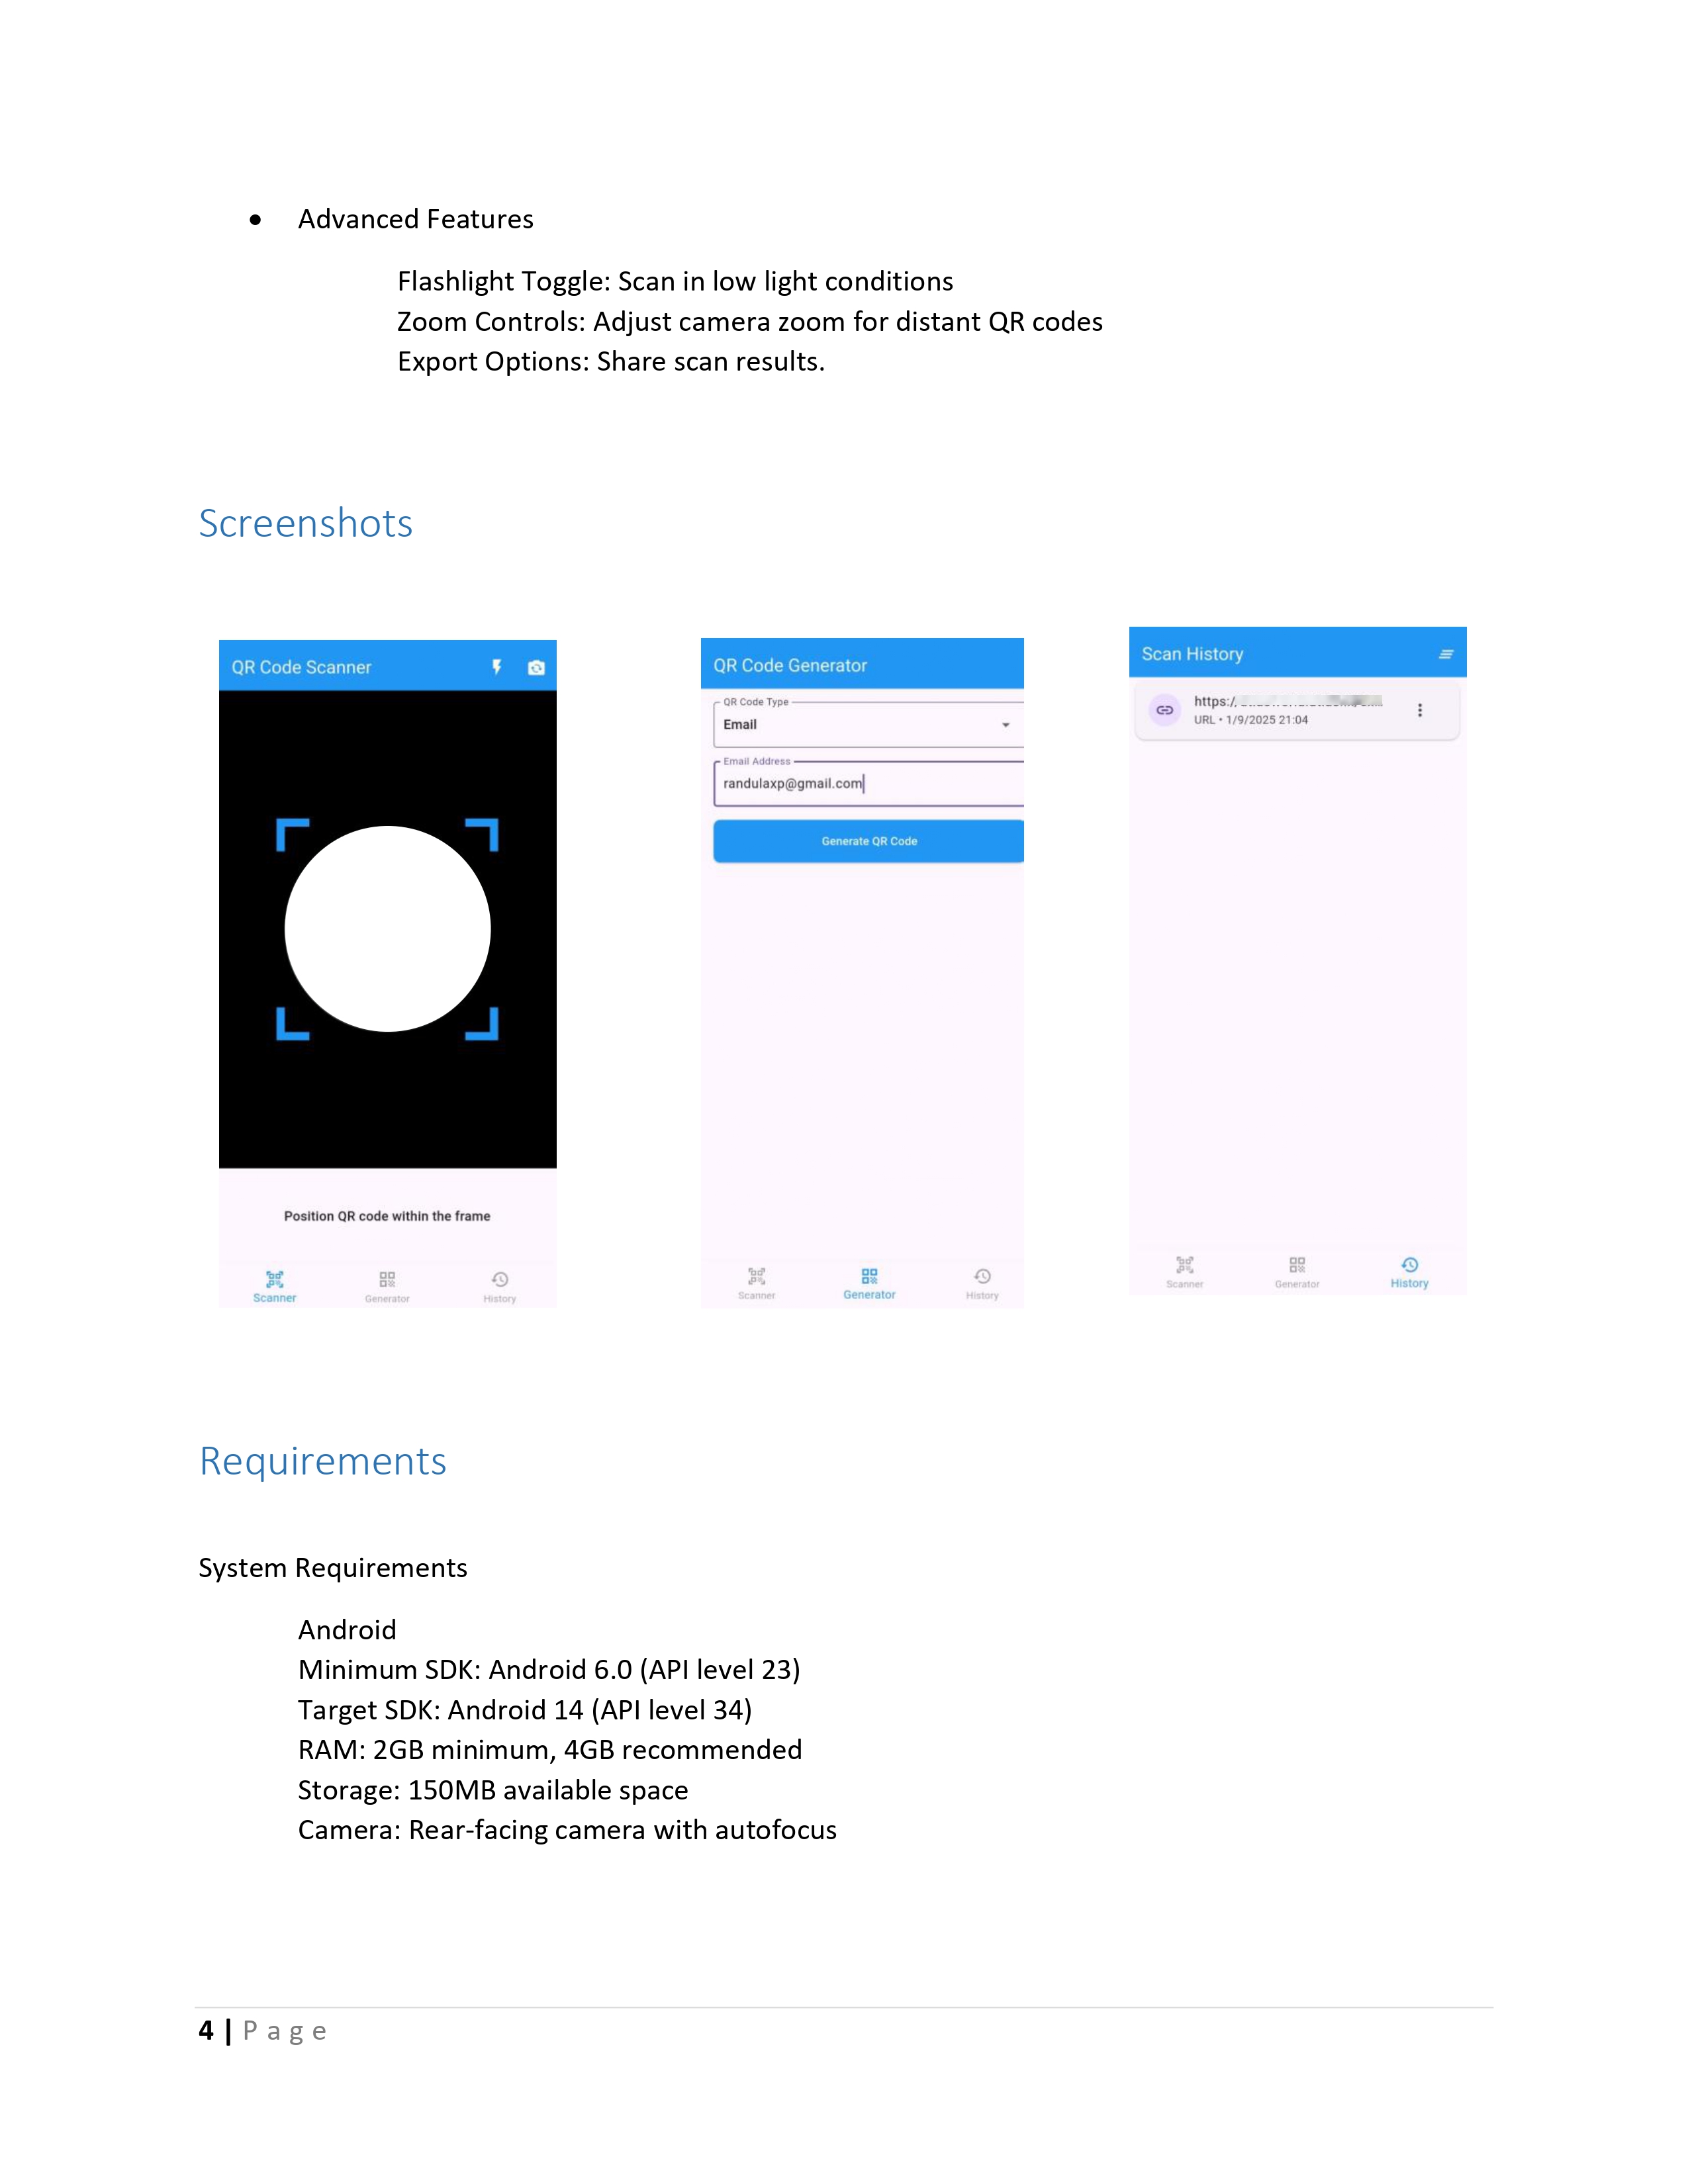 • Advanced Features
Flashlight Toggle: Scan in low light conditions
Zoom Controls: Adjust camera zoom for distant QR codes
Export Options: Share scan results.
Screenshots
QR Code Scanner
Position QR code within the frame
Scanner Generator History
QR Code Generator
QR Code Type
Email
Email Address
randulaxp@gmail.com
Generate QR Code
Scanner Generator History
Scan History
https:/
URL • 1/9/2025 21:04
Scanner Generator History
Requirements
System Requirements
Android
Minimum SDK: Android 6.0 (API level 23)
Target SDK: Android 14 (API level 34)
RAM: 2GB minimum, 4GB recommended
Storage: 150MB available space
Camera: Rear-facing camera with autofocus
4 | Page